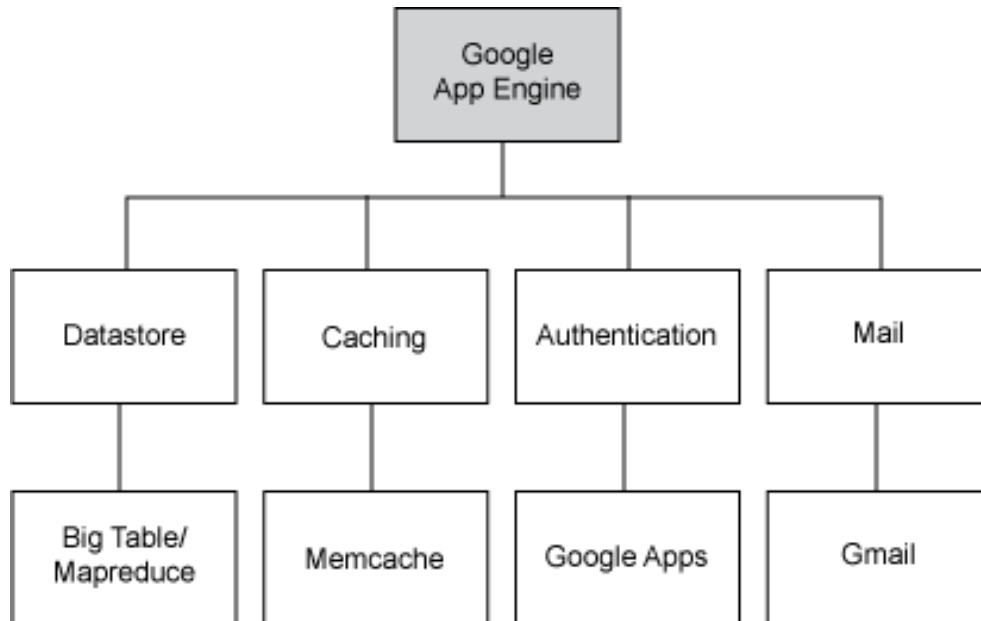 Google
App Engine
Datastore
Caching
Authentication
Mail
Big Table/
Mapreduce
Memcache
Google Apps
Gmail